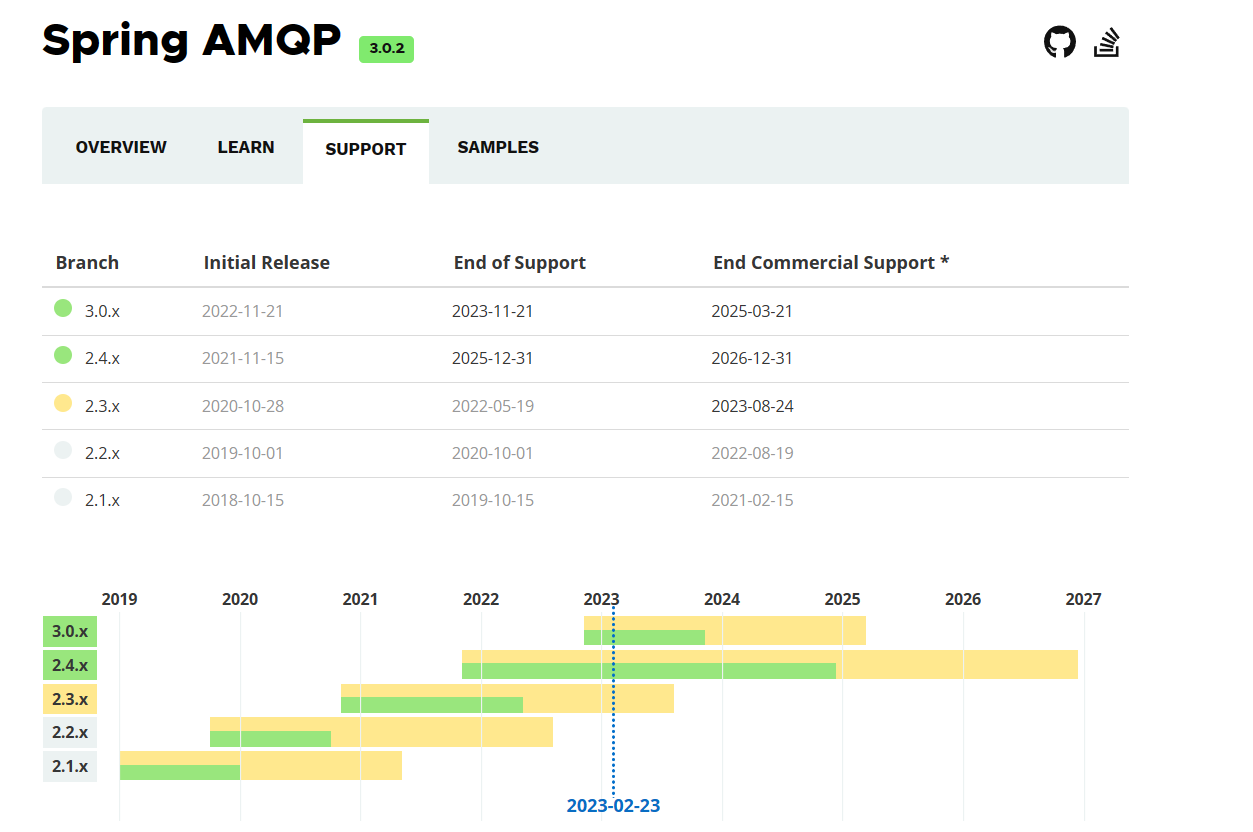 Spring AMQP 3.0.2
OVERVIEW LEARN SUPPORT SAMPLES
Branch Initial Release End of Support End Commercial Support *
3.0.x 2022-11-21 2023-11-21 2025-03-21
2.4.x 2021-11-15 2025-12-31 2026-12-31
2.3.x 2020-10-28 2022-05-19 2023-08-24
2.2.x 2019-10-01 2020-10-01 2022-08-19
2.1.x 2018-10-15 2019-10-15 2021-02-15
2019 2020 2021 2022 2023 2024 2025 2026 2027
3.0.x
2.4.x
2.3.x
2.2.x
2.1.x
2023-02-23